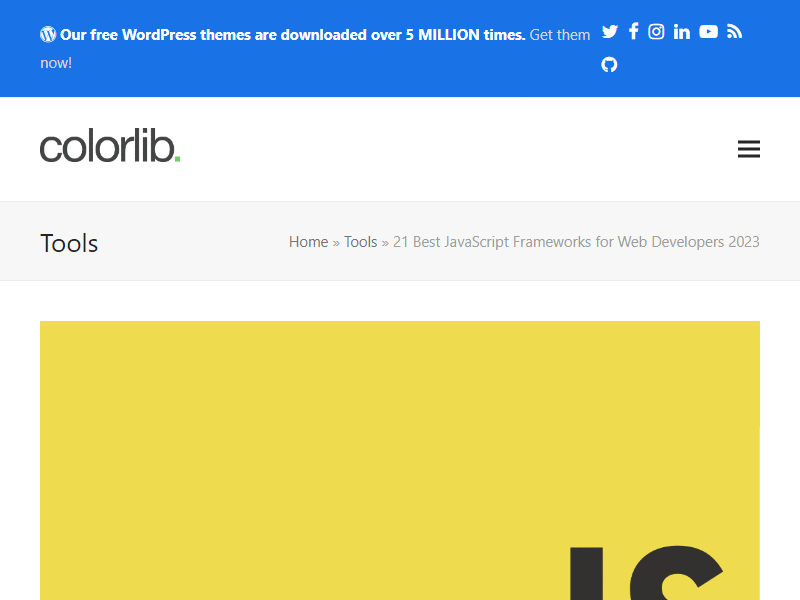 Our free WordPress themes are downloaded over 5 MILLION times. Get them
now!
colorlib.
Tools
Home » Tools » 21 Best JavaScript Frameworks for Web Developers 2023
JS